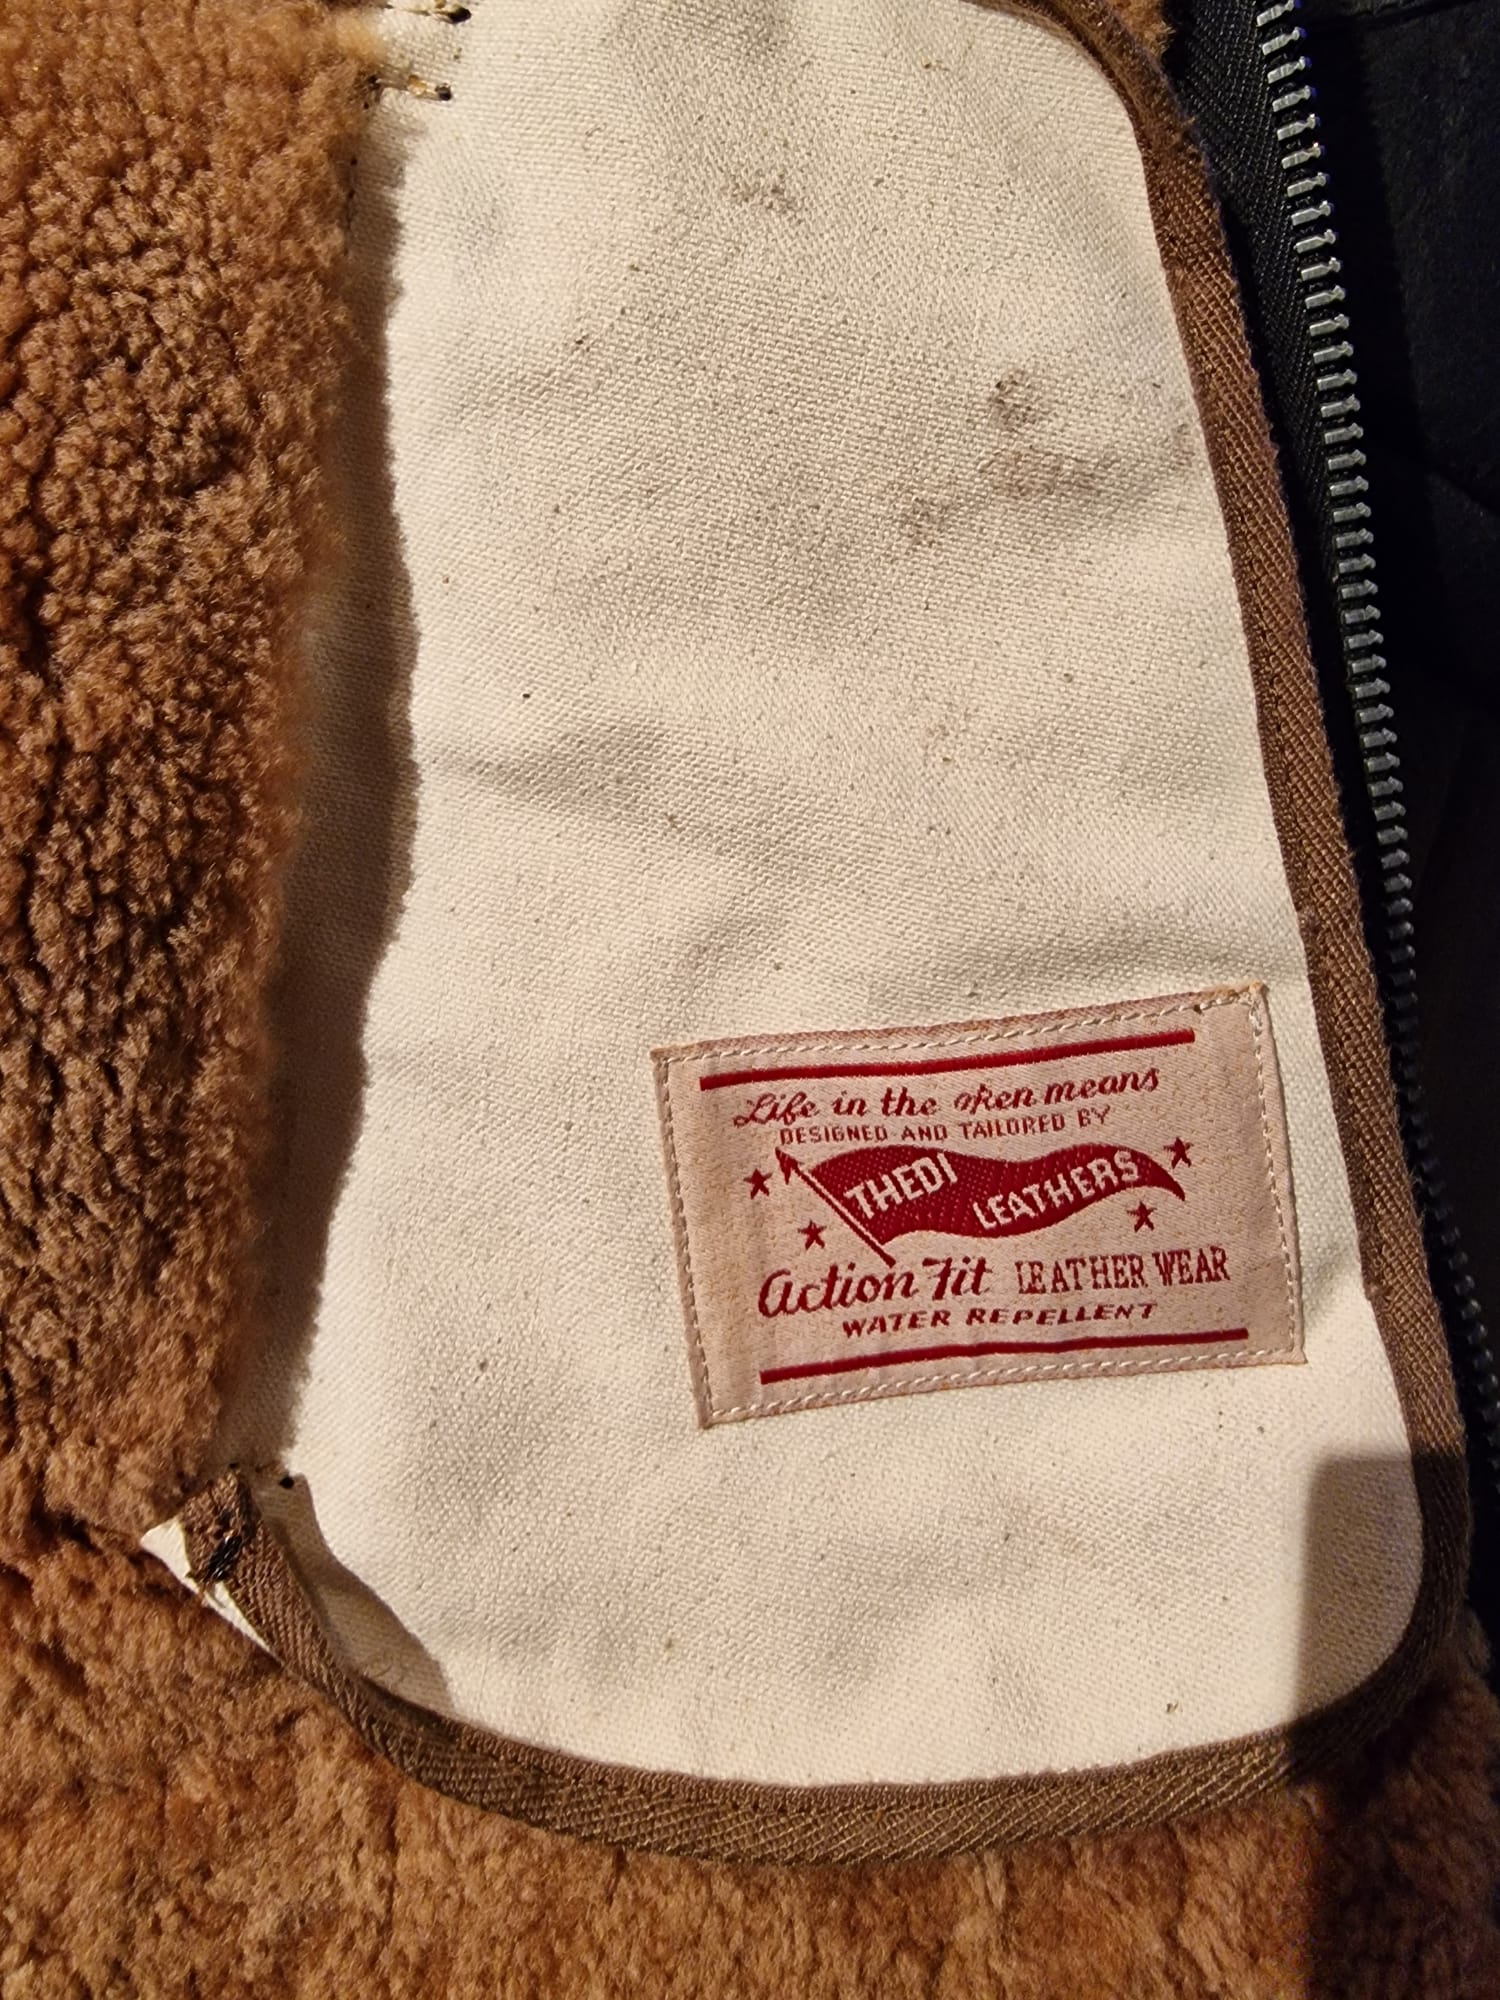 Life in the open means
DESIGNED AND TAILORED BY
THEDI LEATHERS
Action Fit LEATHER WEAR
WATER REPELLENT